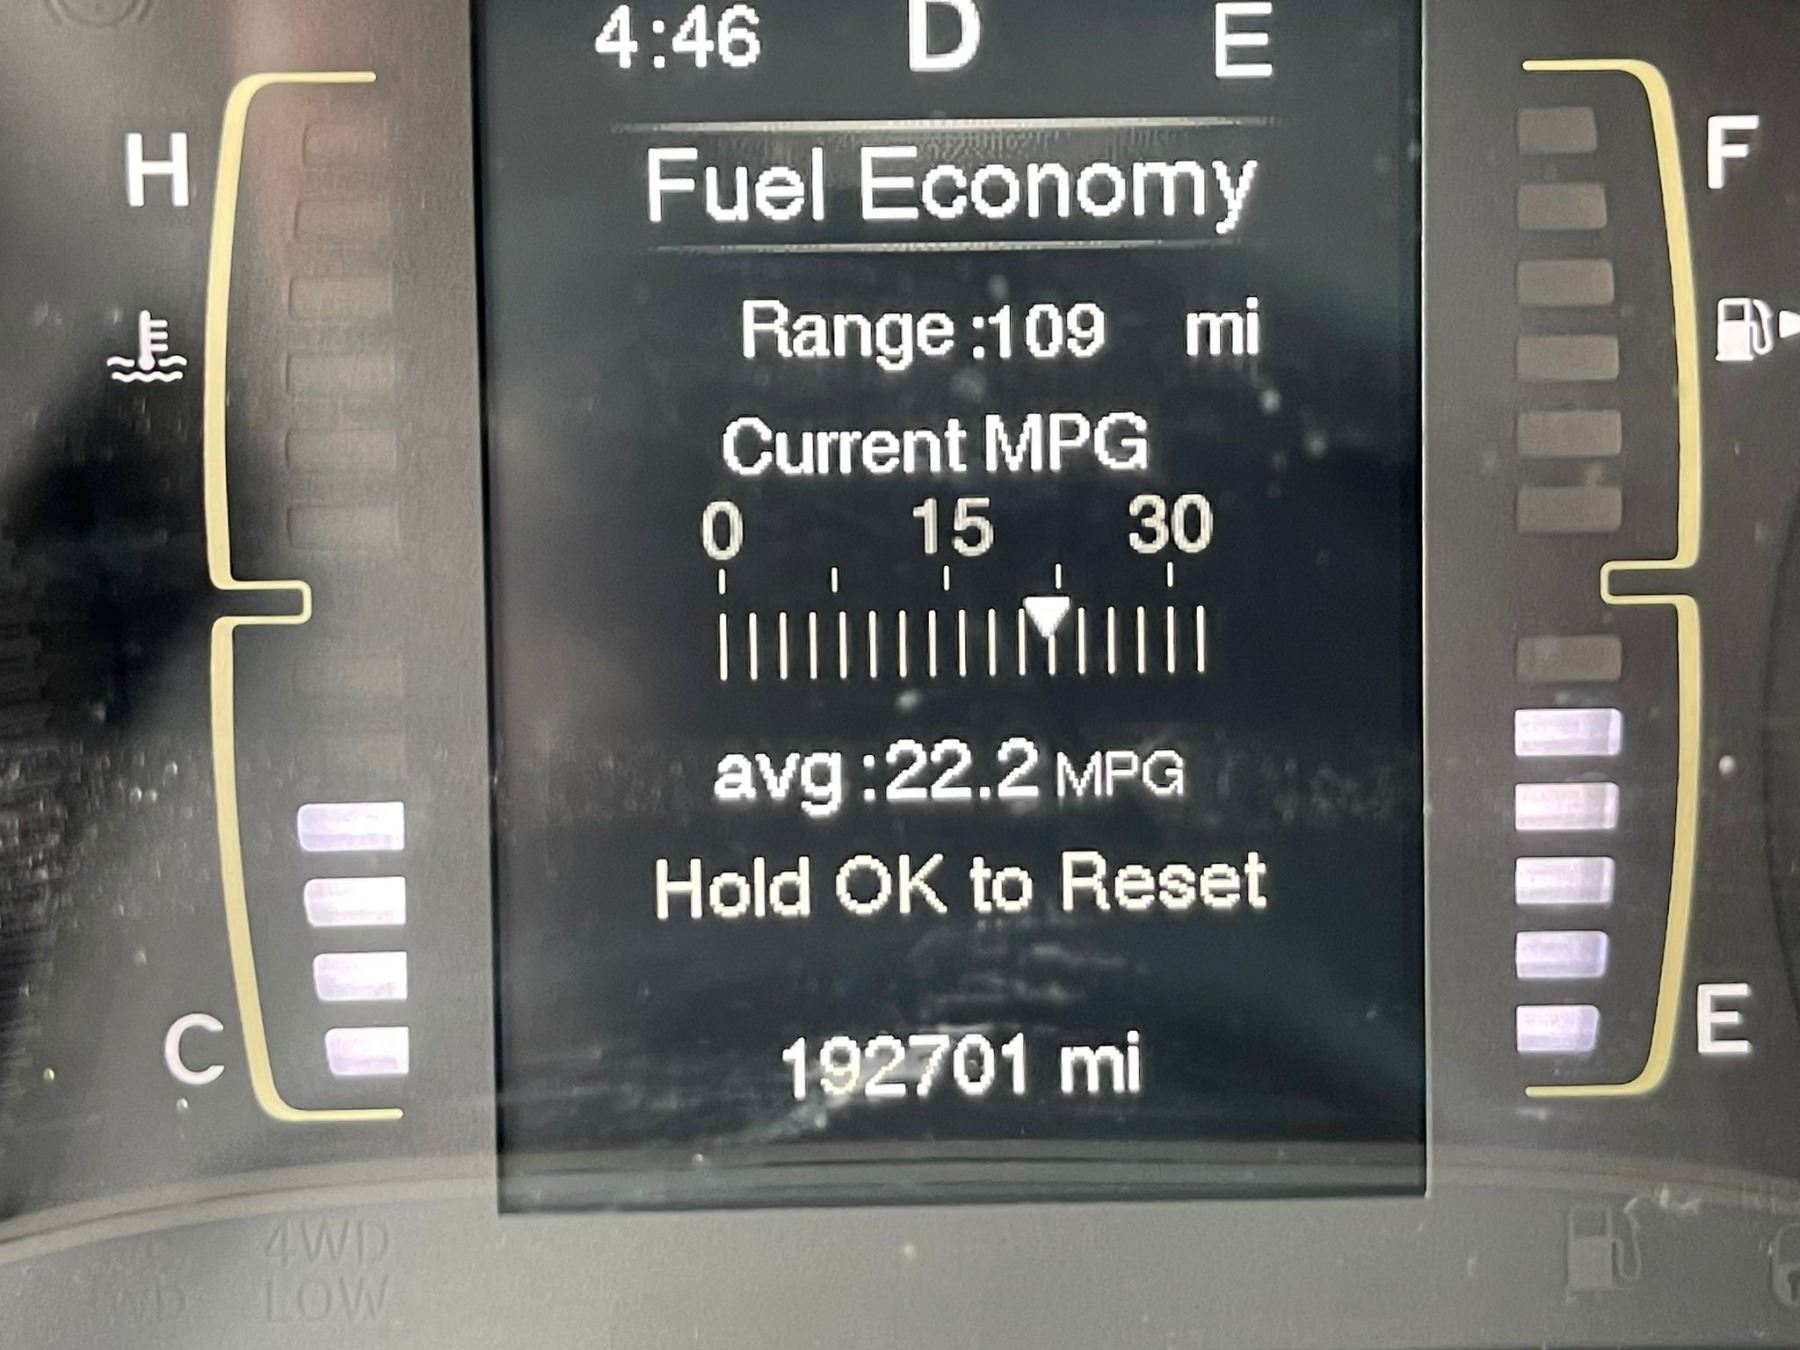 4:46 D E
Fuel Economy
H
F
Range:109 mi
Current MPG
0 15 30
avg:22.2 MPG
Hold OK to Reset
C
E
192701 mi
4WD
LOW